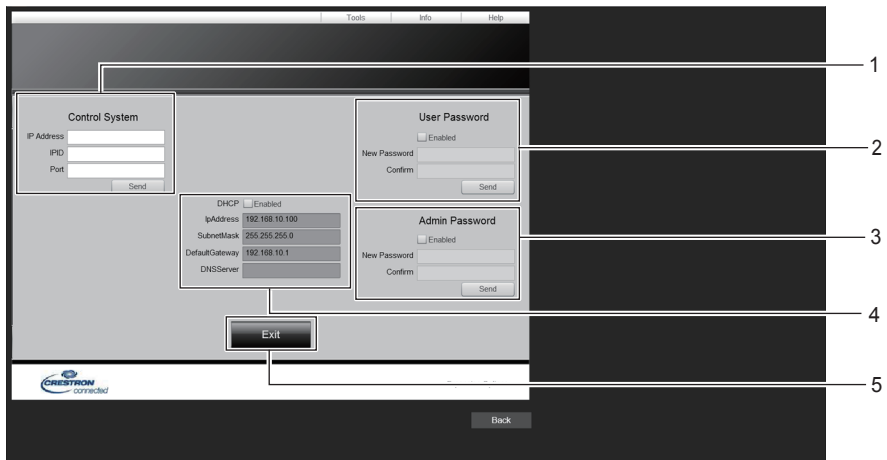 Tools Info Help
1
Control System
IP Address
IPID
Port
Send
User Password
Enabled
New Password
Confirm
Send
2
DHCP Enabled
IpAddress 192.168.10.100
SubnetMask 255.255.255.0
DefaultGateway 192.168.10.1
DNSServer
Admin Password
Enabled
New Password
Confirm
Send
3
4
Exit
5
CRESTRON
connected
Back